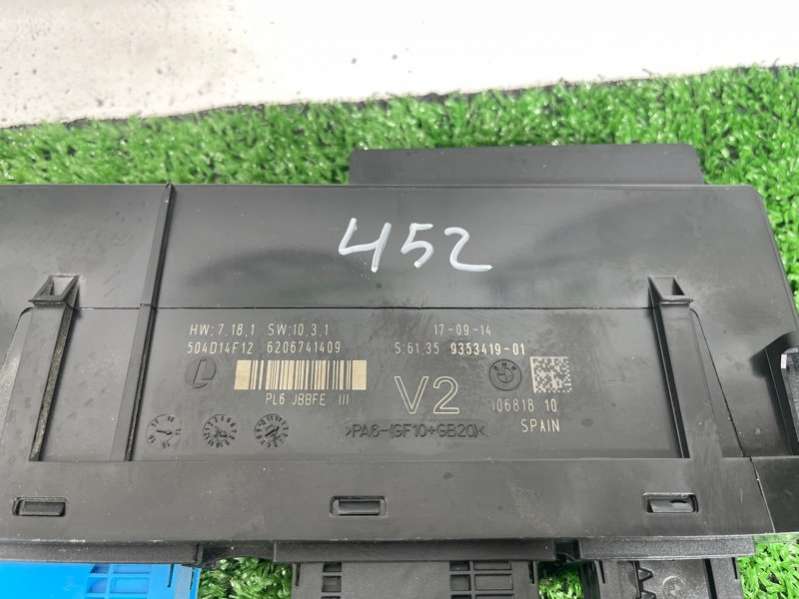 452
HW:7.18,1 SW:10.3,1 17-09-14
504D14F12 6206741409 S:61.35 9353419-01
PL6 JBBFE III V2 106818 10
>PA6-(GF10+GB20)< SPAIN